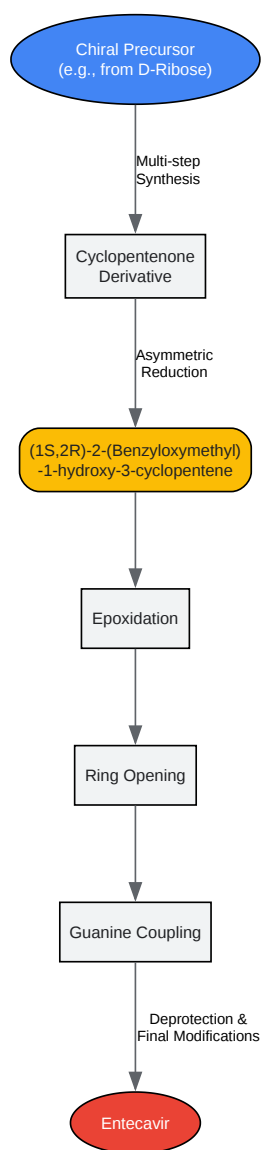 Chiral Precursor
(e.g., from D-Ribose)
Multi-step
Synthesis
Cyclopentenone
Derivative
Asymmetric
Reduction
(1S,2R)-2-(Benzyloxymethyl)
-1-hydroxy-3-cyclopentene
Epoxidation
Ring Opening
Guanine Coupling
Deprotection &
Final Modifications
Entecavir